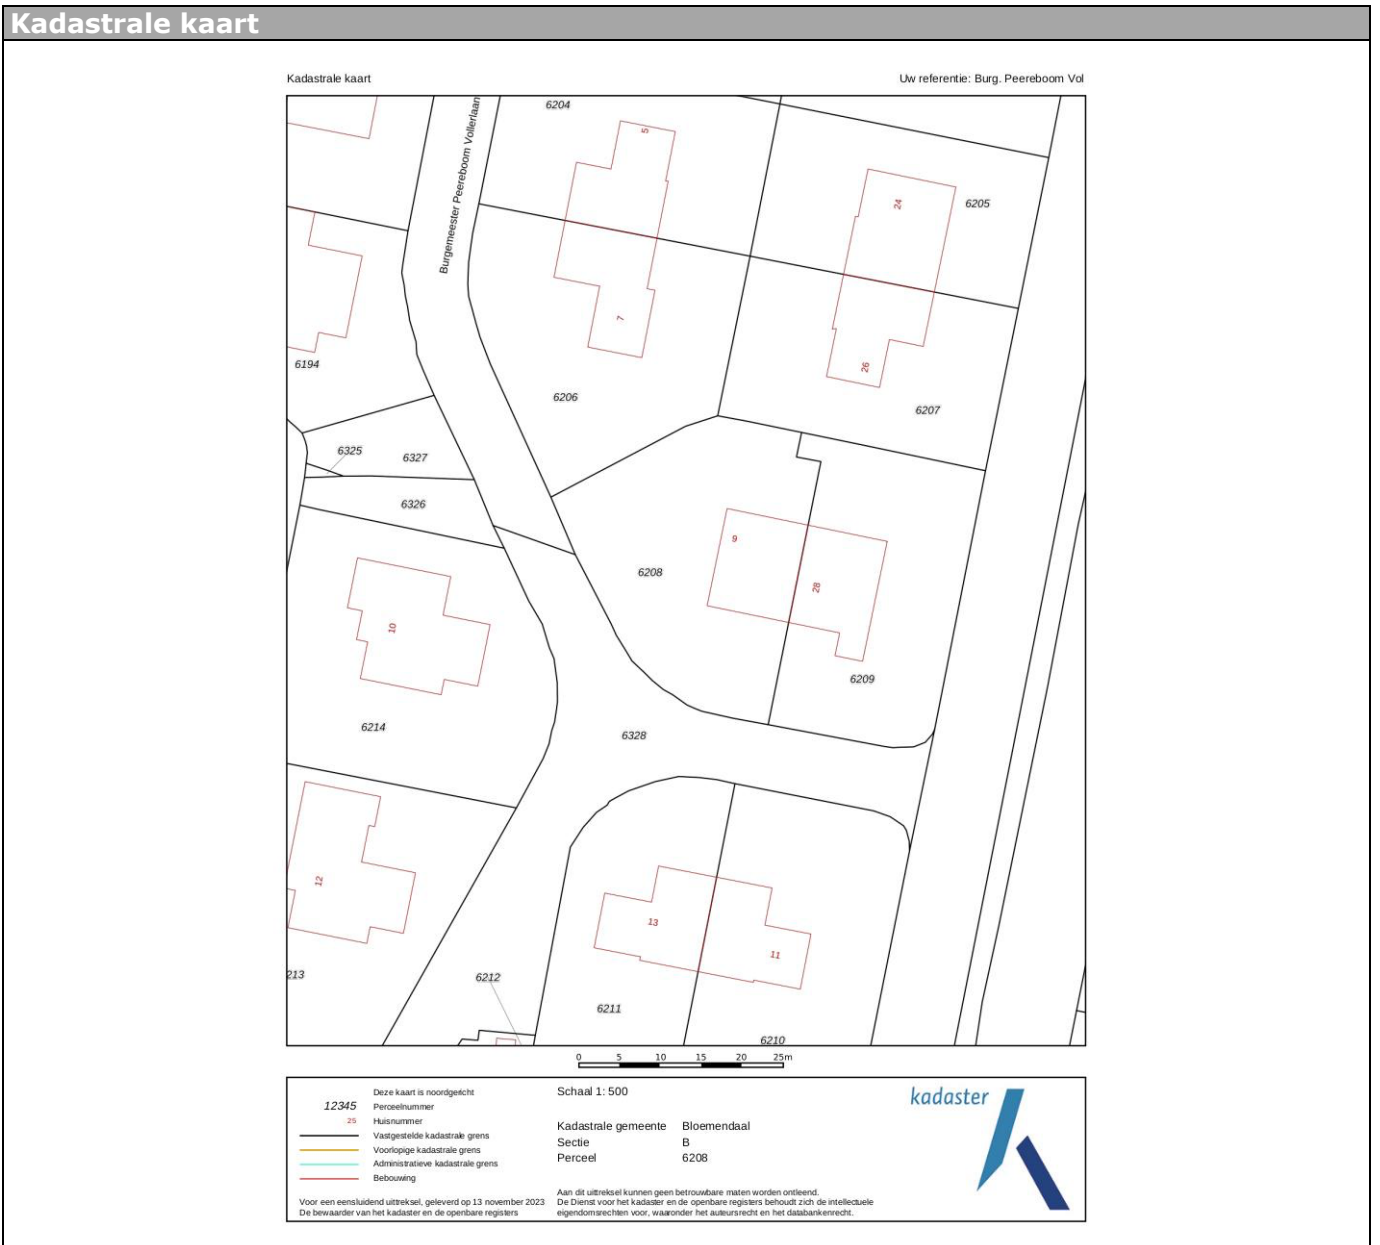 Kadastrale kaart
Kadastrale kaart
Uw referentie: Burg. Peereboom Vol
6204
Burgemeester Peereboom Vollerlaan
5
24
6205
7
6194
26
6206
6207
6325
6327
6326
9
6208
28
10
6209
6214
6328
12
13
11
213
6212
6211
6210
0 5 10 15 20 25m
Deze kaart is noordgericht
12345 Perceelnummer
25 Huisnummer
Vastgestelde kadastrale grens
Voorlopige kadastrale grens
Administratieve kadastrale grens
Bebouwing
Voor een eensluidend uittreksel, geleverd op 13 november 2023
De bewaarder van het kadaster en de openbare registers
Schaal 1: 500
Kadastrale gemeente Bloemendaal
Sectie B
Perceel 6208
Aan dit uittreksel kunnen geen betrouwbare maten worden ontleend.
De Dienst voor het kadaster en de openbare registers behoudt zich de intellectuele
eigendomsrechten voor, waaronder het auteursrecht en het databankenrecht.
kadaster